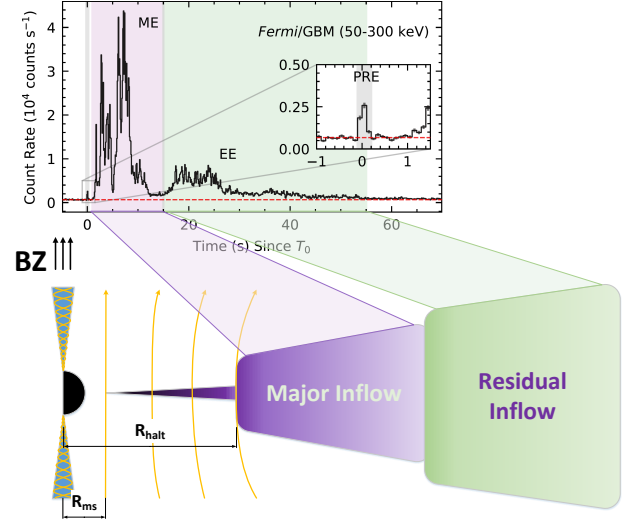 ME
Fermi/GBM (50-300 keV)
PRE
EE
Count Rate (10⁴ counts s⁻¹)
4
3
2
1
0
0.50
0.25
0.00
−1
0
1
0
20
40
60
Time (s) Since T₀
BZ
Major Inflow
Residual
Inflow
R_halt
R_ms